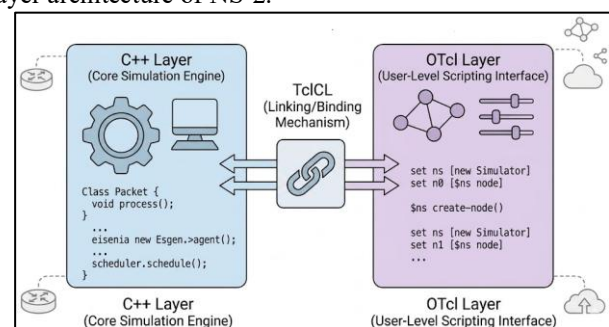 layer architecture of NS-2.
C++ Layer
(Core Simulation Engine)
Class Packet {
void process();
}
...
eisenia new Esgen.>agent();
...
scheduler.schedule();
}
C++ Layer
(Core Simulation Engine)
TclCL
(Linking/Binding
Mechanism)
OTcl Layer
(User-Level Scripting Interface)
set ns [new Simulator]
set n0 [$ns node]
$ns create-node()
set ns [new Simulator]
set n1 [$ns node]
...
OTcl Layer
(User-Level Scripting Interface)